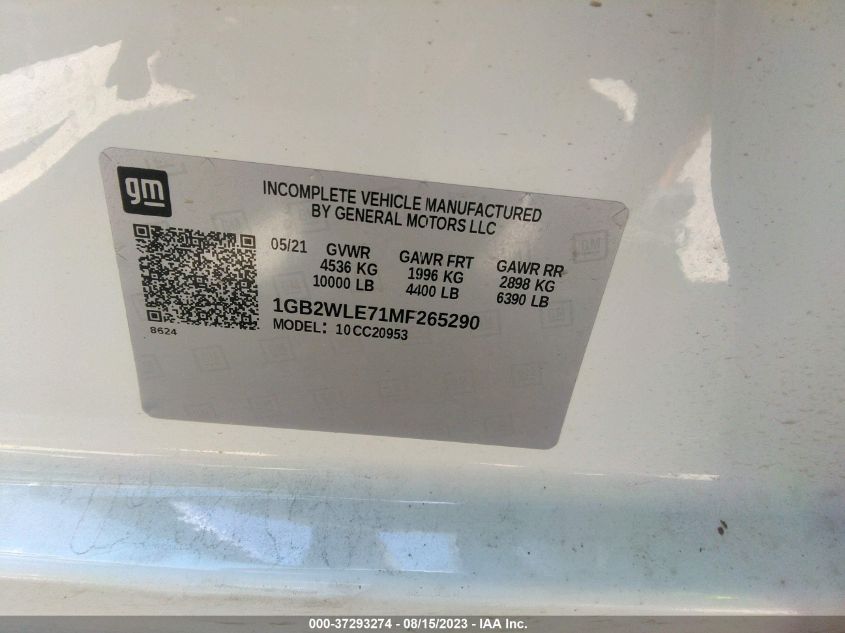 gm
INCOMPLETE VEHICLE MANUFACTURED
BY GENERAL MOTORS LLC
05/21 GVWR GAWR FRT GAWR RR
4536 KG 1996 KG 2898 KG
10000 LB 4400 LB 6390 LB
1GB2WLE71MF265290
MODEL: 10CC20953
8624
000-37293274 - 08/15/2023 - IAA Inc.